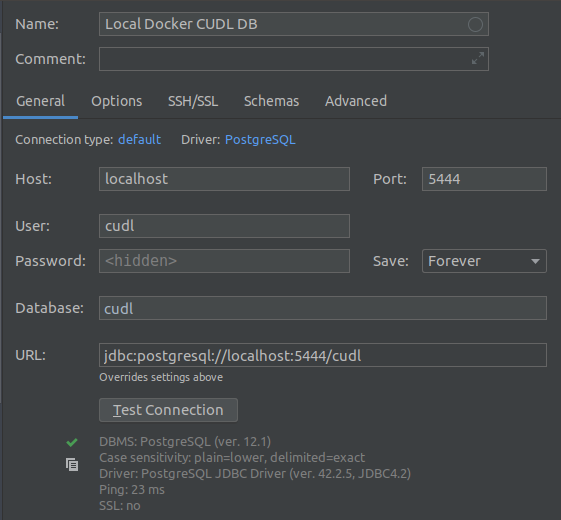 Name: Local Docker CUDL DB
Comment:
General Options SSH/SSL Schemas Advanced
Connection type: default Driver: PostgreSQL
Host: localhost Port: 5444
User: cudl
Password: <hidden> Save: Forever
Database: cudl
URL: jdbc:postgresql://localhost:5444/cudl
Overrides settings above
Test Connection
DBMS: PostgreSQL (ver. 12.1)
Case sensitivity: plain=lower, delimited=exact
Driver: PostgreSQL JDBC Driver (ver. 42.2.5, JDBC4.2)
Ping: 23 ms
SSL: no